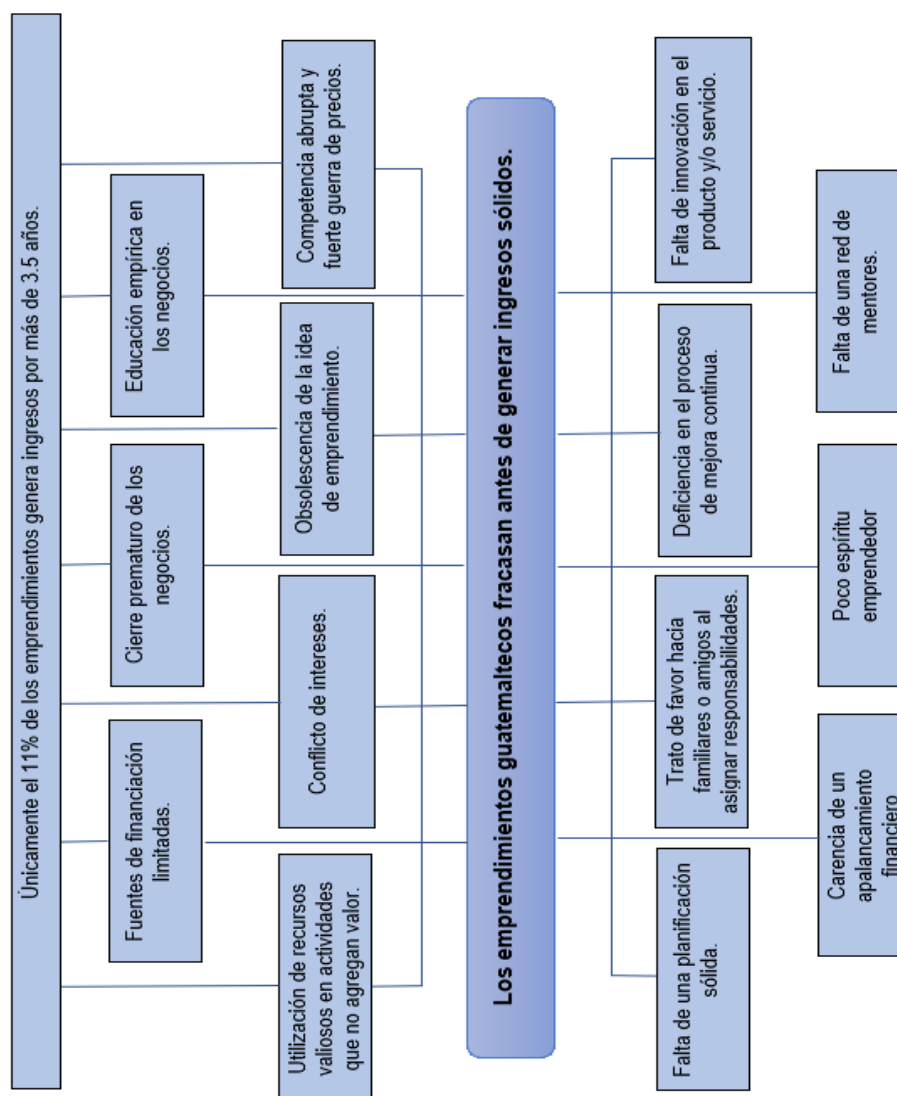 Únicamente el 11% de los emprendimientos genera ingresos por más de 3.5 años.
Fuentes de financiación
limitadas.
Cierre prematuro de los
negocios.
Educación empírica en
los negocios.
Utilización de recursos
valiosos en actividades
que no agregan valor.
Conflicto de intereses.
Obsolescencia de la idea
de emprendimiento.
Competencia abrupta y
fuerte guerra de precios.
Los emprendimientos guatemaltecos fracasan antes de generar ingresos sólidos.
Falta de una planificación
sólida.
Trato de favor hacia
familiares o amigos al
asignar responsabilidades.
Deficiencia en el proceso
de mejora continua.
Falta de innovación en el
producto y/o servicio.
Carencia de un
apalancamiento
financiero
Poco espíritu
emprendedor
Falta de una red de
mentores.